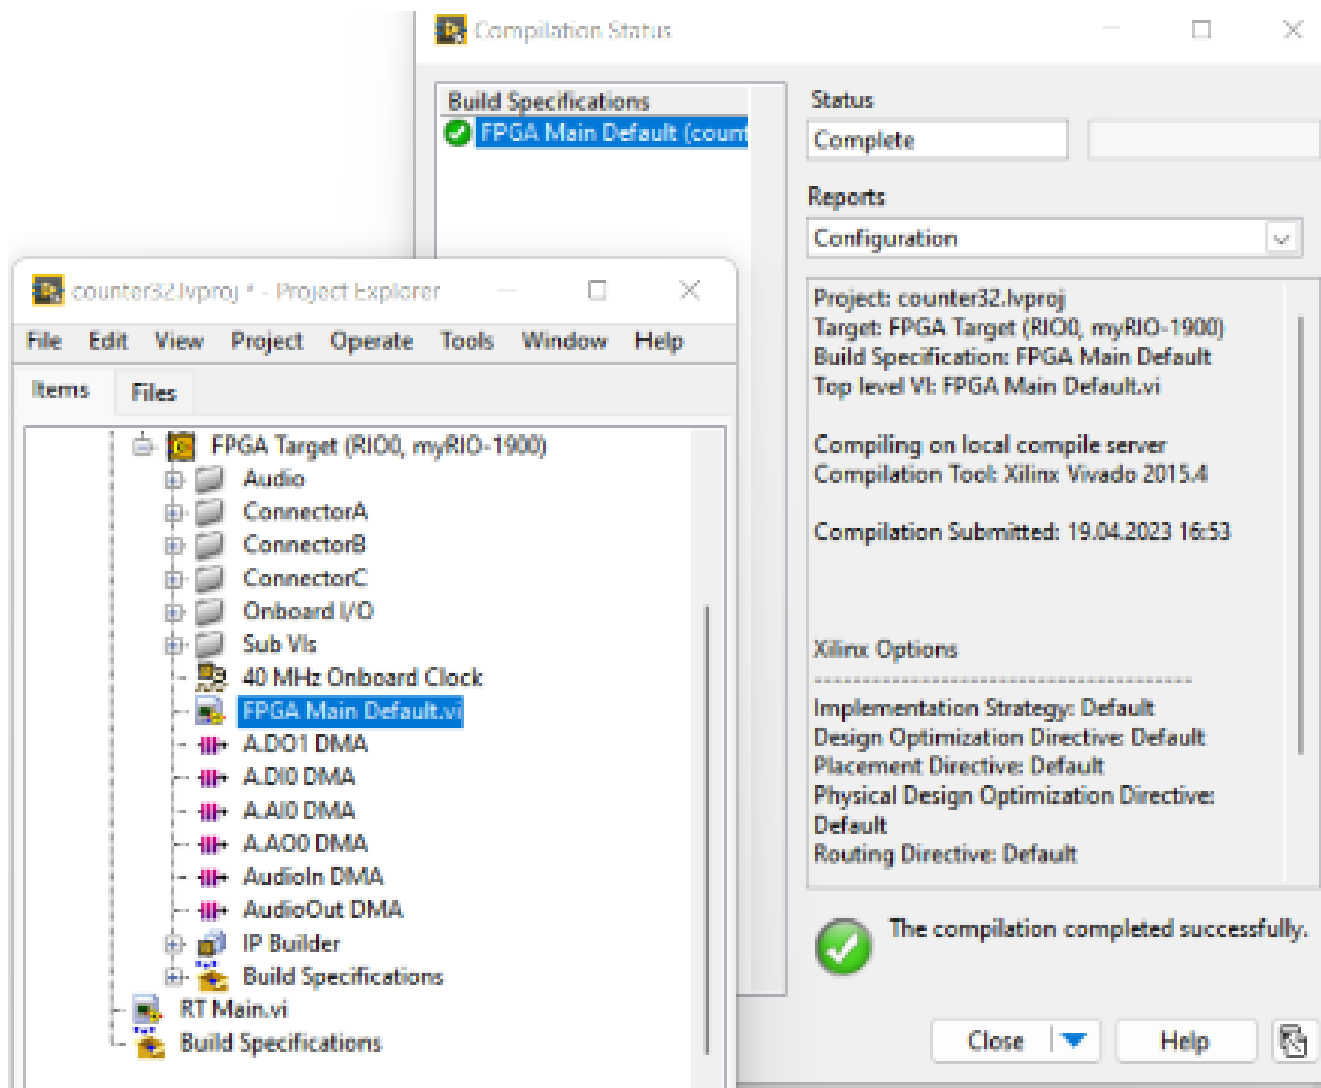 Compilation Status
Build Specifications
FPGA Main Default (count
Status
Complete
Reports
Configuration
Project: counter32.lvproj
Target: FPGA Target (RIO0, myRIO-1900)
Build Specification: FPGA Main Default
Top level VI: FPGA Main Default.vi
Compiling on local compile server
Compilation Tool: Xilinx Vivado 2015.4
Compilation Submitted: 19.04.2023 16:53
Xilinx Options
---------------------------------------
Implementation Strategy: Default
Design Optimization Directive: Default
Placement Directive: Default
Physical Design Optimization Directive:
Default
Routing Directive: Default
The compilation completed successfully.
Close
Help
counter32.lvproj * - Project Explorer
File Edit View Project Operate Tools Window Help
Items Files
FPGA Target (RIO0, myRIO-1900)
Audio
ConnectorA
ConnectorB
ConnectorC
Onboard I/O
Sub VIs
40 MHz Onboard Clock
FPGA Main Default.vi
A.DO1 DMA
A.DI0 DMA
A.AI0 DMA
A.AO0 DMA
AudioIn DMA
AudioOut DMA
IP Builder
Build Specifications
RT Main.vi
Build Specifications